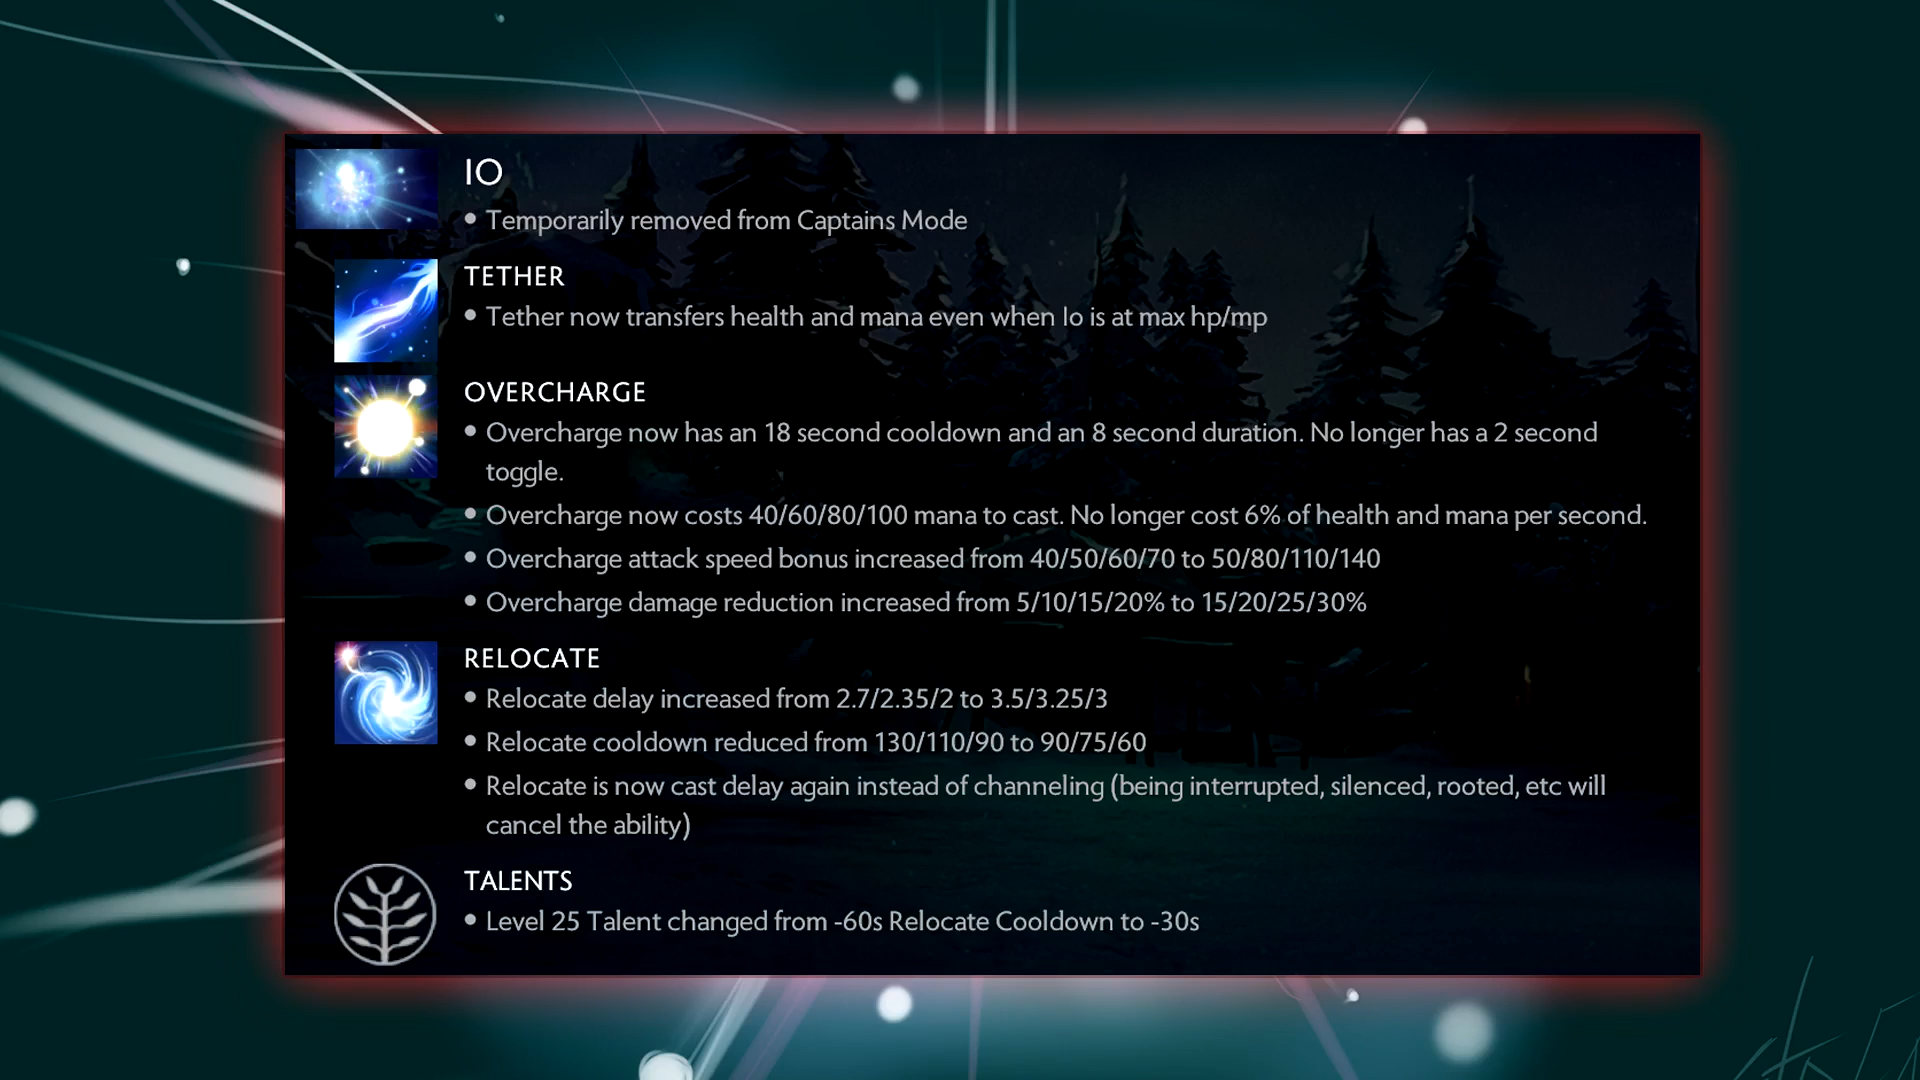 IO
• Temporarily removed from Captains Mode
TETHER
• Tether now transfers health and mana even when Io is at max hp/mp
OVERCHARGE
• Overcharge now has an 18 second cooldown and an 8 second duration. No longer has a 2 second
toggle.
• Overcharge now costs 40/60/80/100 mana to cast. No longer cost 6% of health and mana per second.
• Overcharge attack speed bonus increased from 40/50/60/70 to 50/80/110/140
• Overcharge damage reduction increased from 5/10/15/20% to 15/20/25/30%
RELOCATE
• Relocate delay increased from 2.7/2.35/2 to 3.5/3.25/3
• Relocate cooldown reduced from 130/110/90 to 90/75/60
• Relocate is now cast delay again instead of channeling (being interrupted, silenced, rooted, etc will
cancel the ability)
TALENTS
• Level 25 Talent changed from -60s Relocate Cooldown to -30s